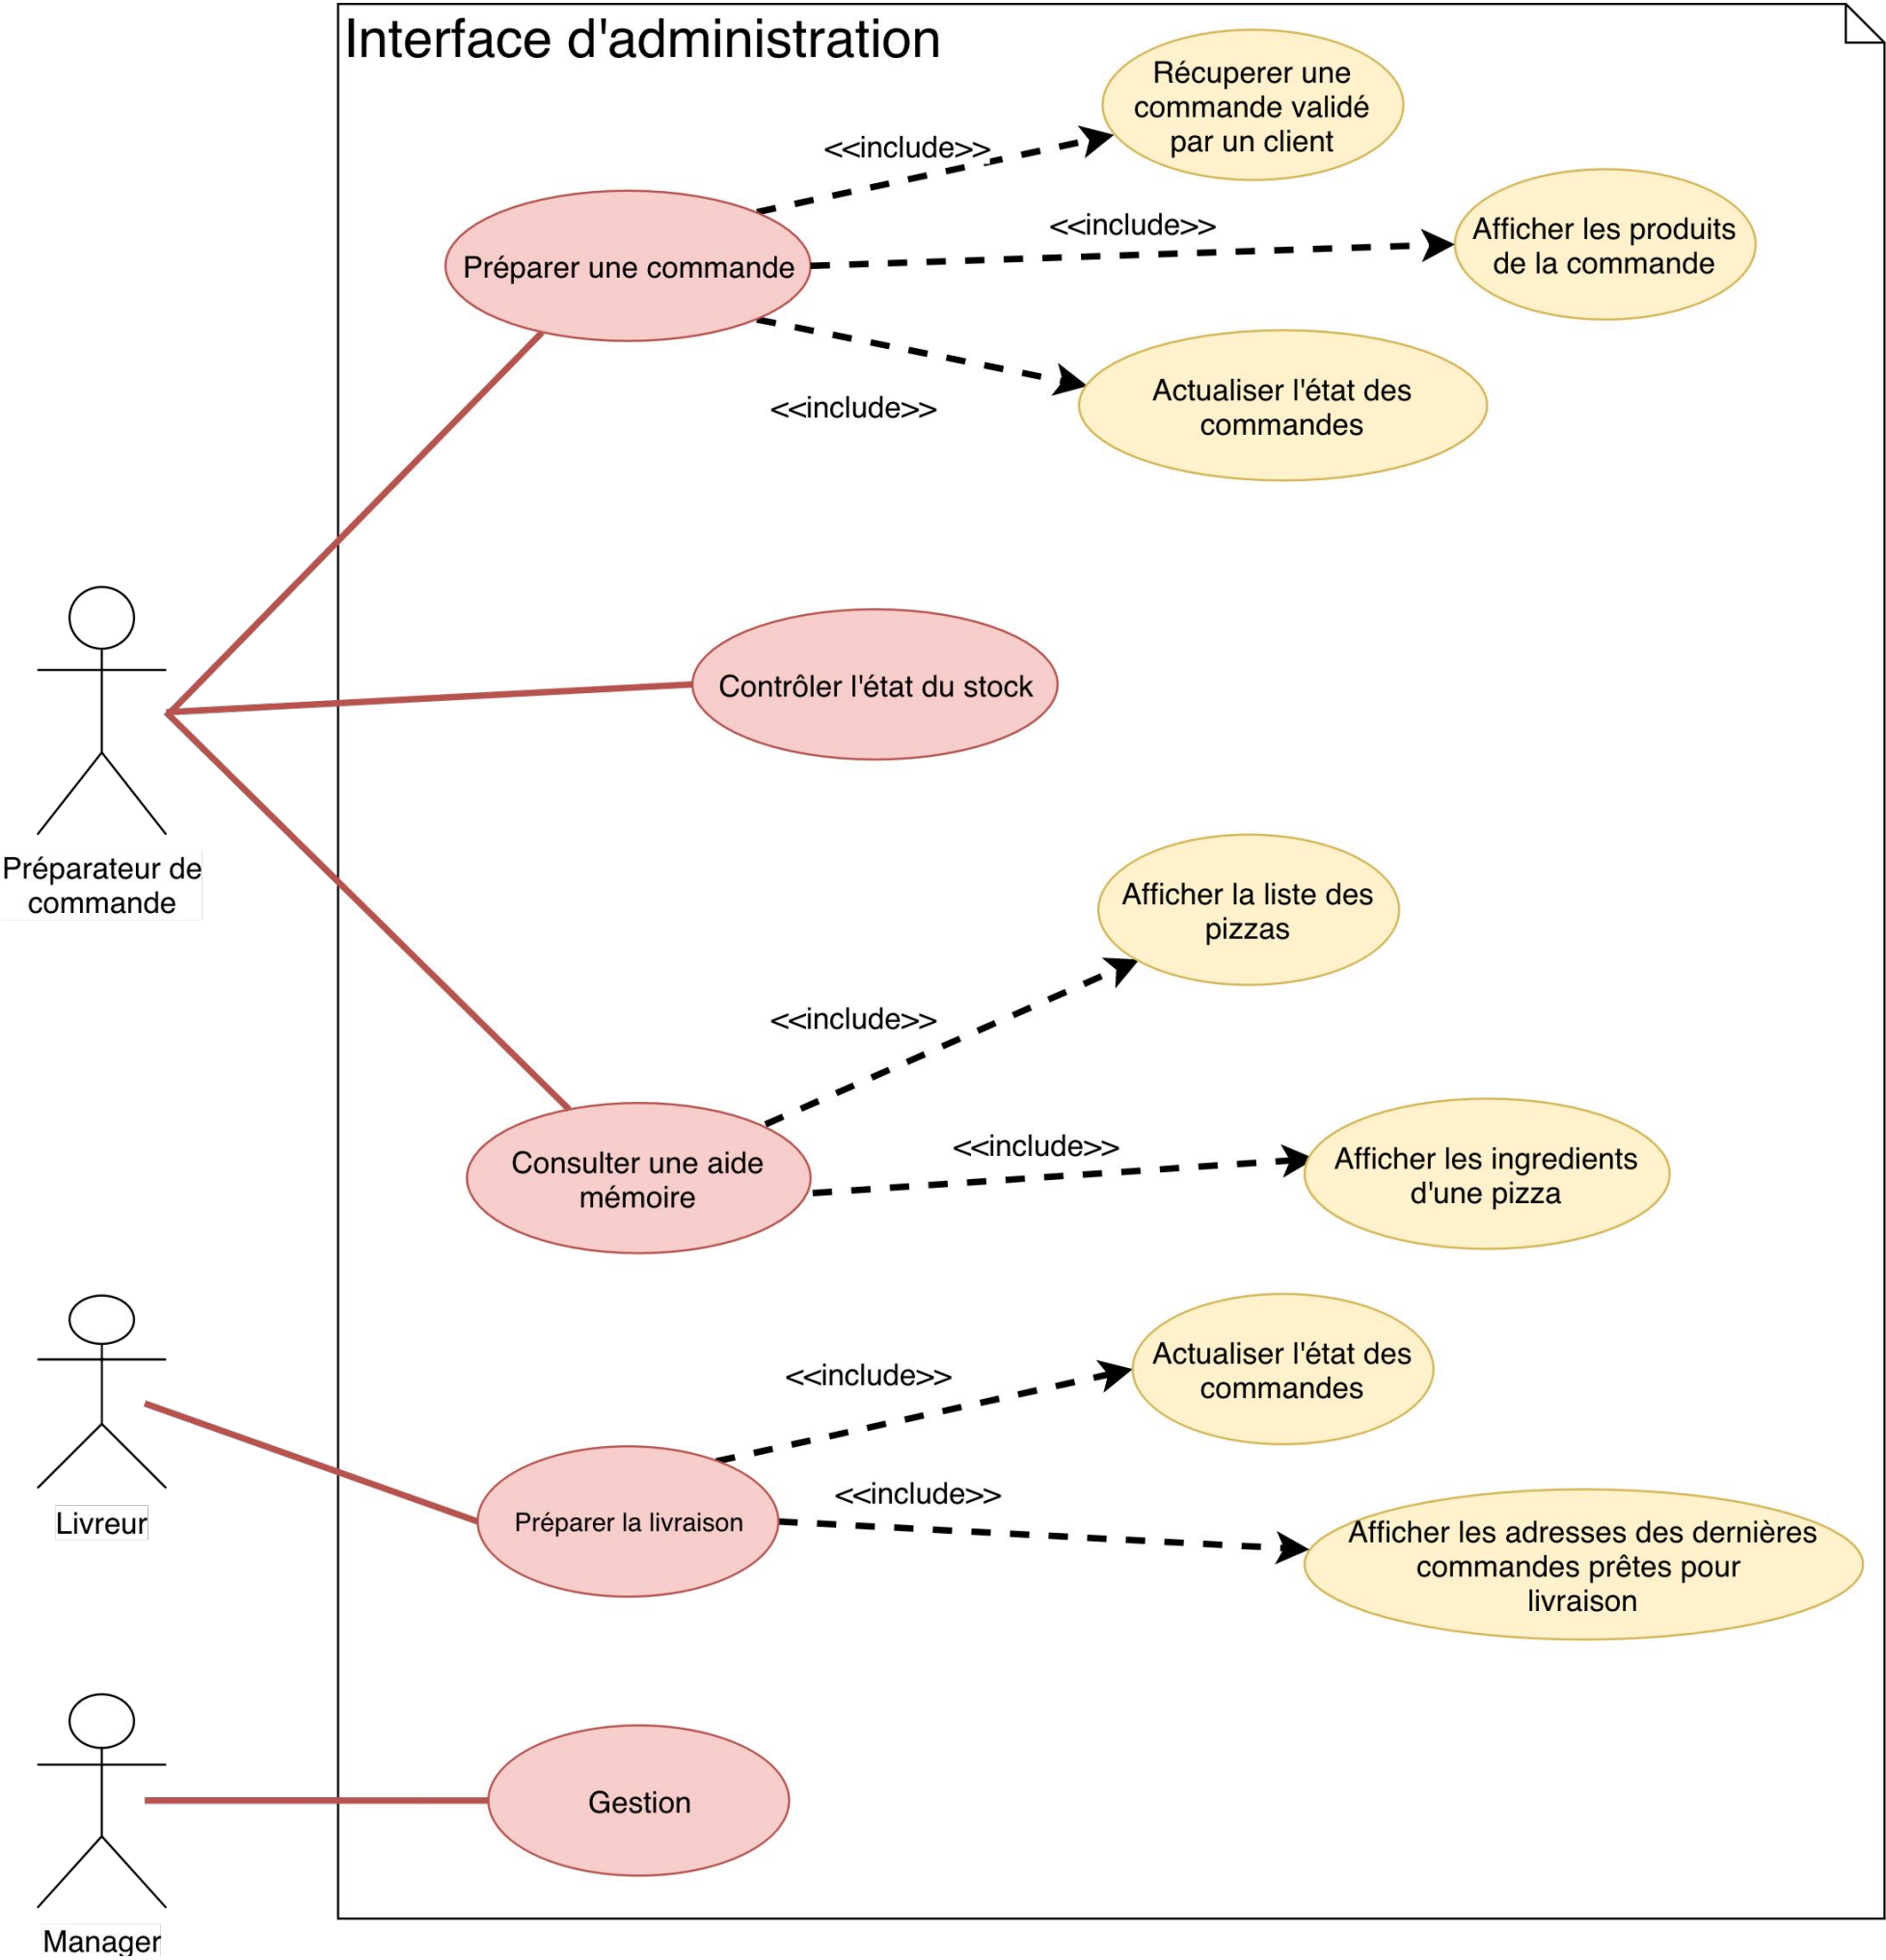 Interface d'administration
Récuperer une
commande validé
par un client
<<include>>
<<include>>
Afficher les produits
de la commande
Préparer une commande
Actualiser l'état des
commandes
<<include>>
Contrôler l'état du stock
Préparateur de
commande
Afficher la liste des
pizzas
<<include>>
<<include>>
Consulter une aide
mémoire
Afficher les ingredients
d'une pizza
Actualiser l'état des
commandes
<<include>>
<<include>>
Livreur
Préparer la livraison
Afficher les adresses des dernières
commandes prêtes pour
livraison
Gestion
Manager